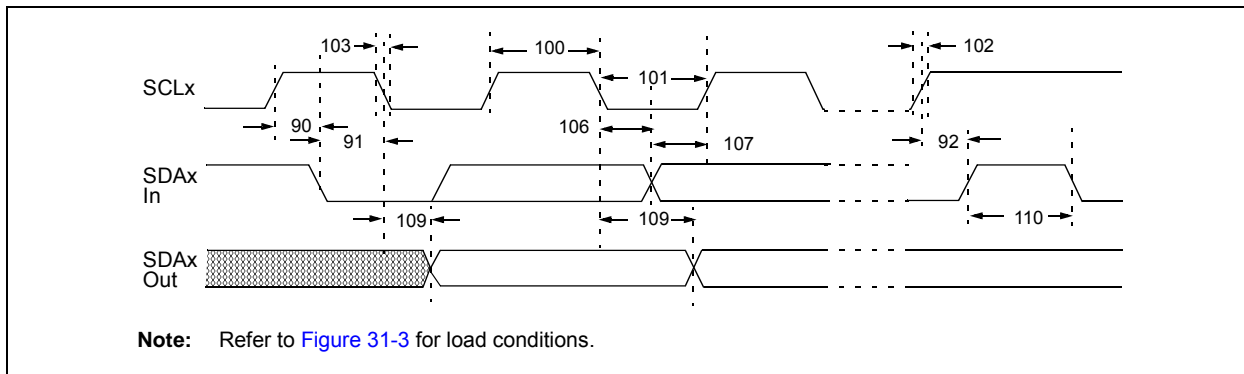 103
100
102
101
SCLx
90
106
91
107
92
SDAx
In
109
109
110
SDAx
Out
Note: Refer to Figure 31-3 for load conditions.